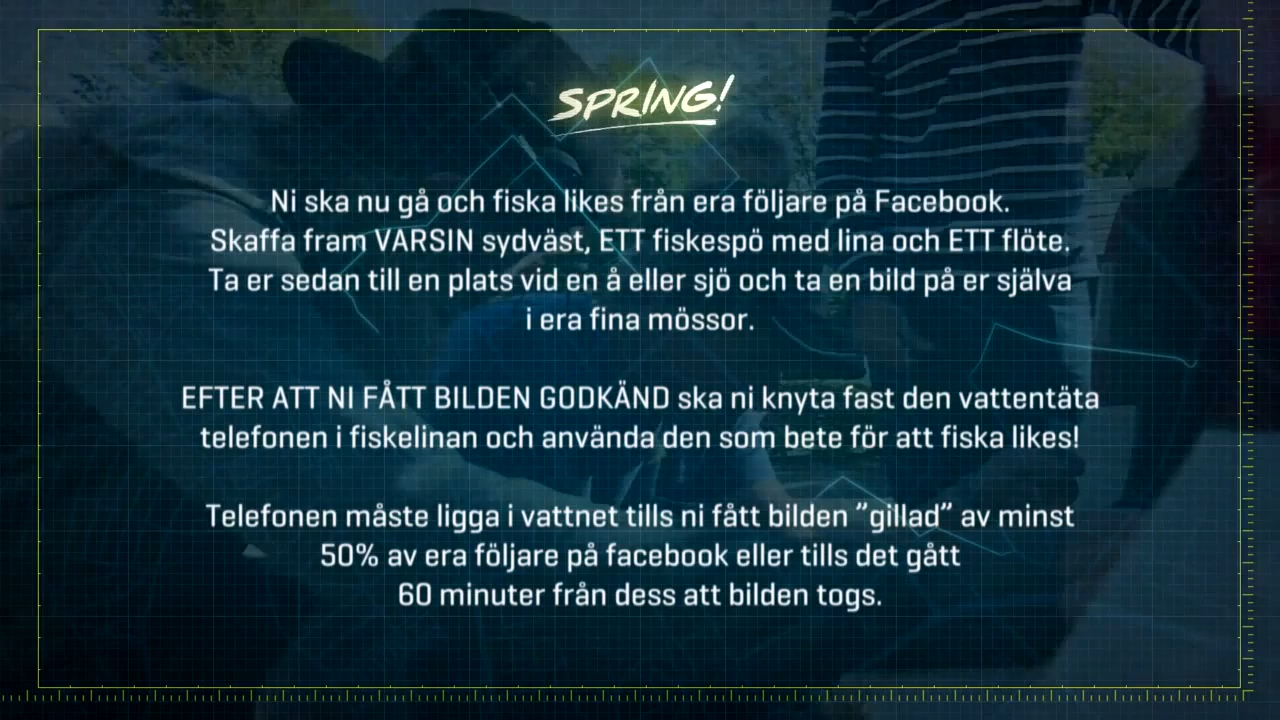 SPRING!
Ni ska nu gå och fiska likes från era följare på Facebook.
Skaffa fram VARSIN sydväst, ETT fiskespö med lina och ETT flöte.
Ta er sedan till en plats vid en å eller sjö och ta en bild på er själva
i era fina mössor.
EFTER ATT NI FÅTT BILDEN GODKÄND ska ni knyta fast den vattentäta
telefonen i fiskelinan och använda den som bete för att fiska likes!
Telefonen måste ligga i vattnet tills ni fått bilden ”gillad” av minst
50% av era följare på facebook eller tills det gått
60 minuter från dess att bilden togs.